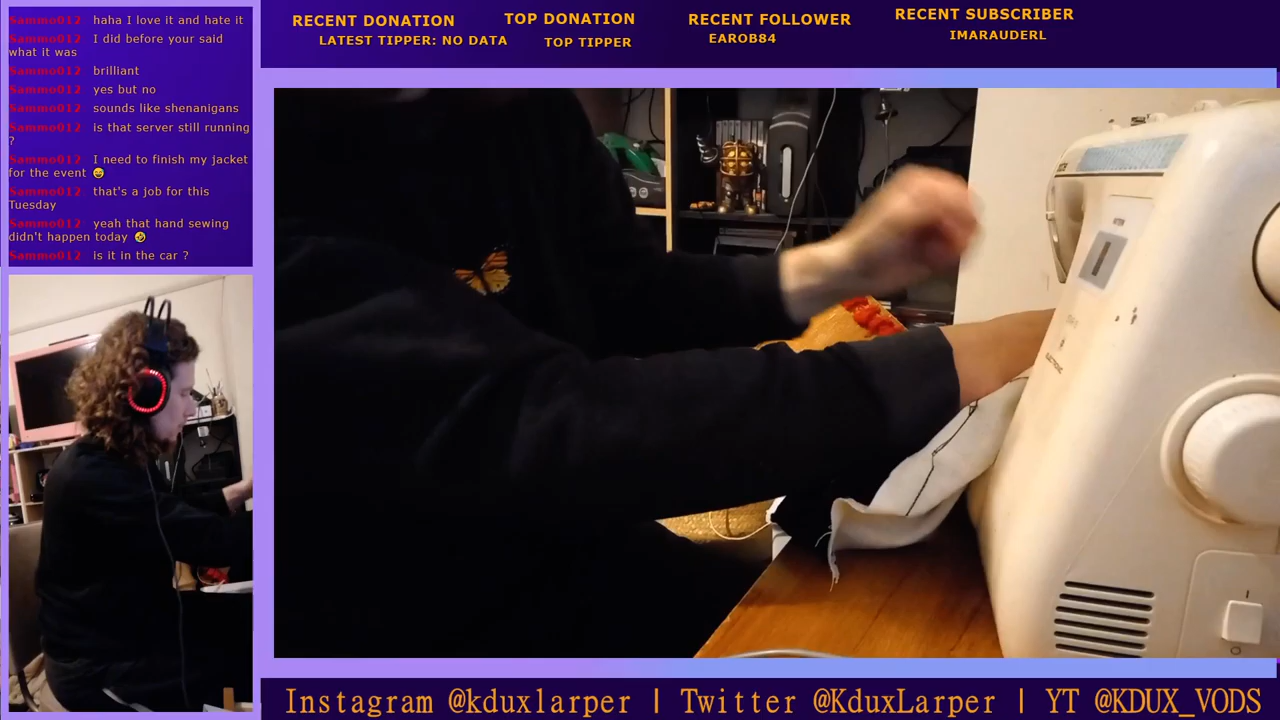 Sammo012 haha I love it and hate it
Sammo012 I did before your said
what it was
Sammo012 brilliant
Sammo012 yes but no
Sammo012 sounds like shenanigans
Sammo012 is that server still running
?
Sammo012 I need to finish my jacket
for the event 😅
Sammo012 that's a job for this
Tuesday
Sammo012 yeah that hand sewing
didn't happen today 🤣
Sammo012 is it in the car ?
RECENT DONATION
LATEST TIPPER: NO DATA
TOP DONATION
TOP TIPPER
RECENT FOLLOWER
EAROB84
RECENT SUBSCRIBER
IMARAUDERL
Instagram @kduxlarper | Twitter @KduxLarper | YT @KDUX_VODS